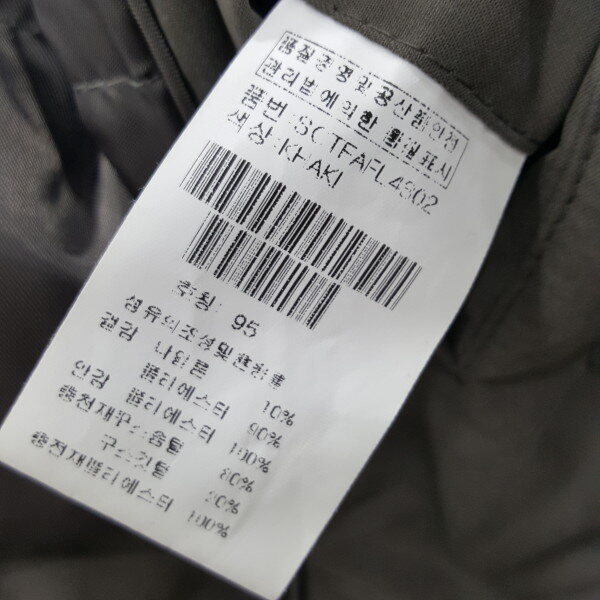 품질경영및공산품안전
관리법에의한 품질표시
품번:SCTFAFL4902
색상:KHAKI
호칭: 95
섬유의조성및혼용률
겉감 나일론 10%
폴리에스터 90%
안감 폴리에스터 100%
충전재구스솜털 80%
구스깃털 20%
충전재폴리에스터 100%